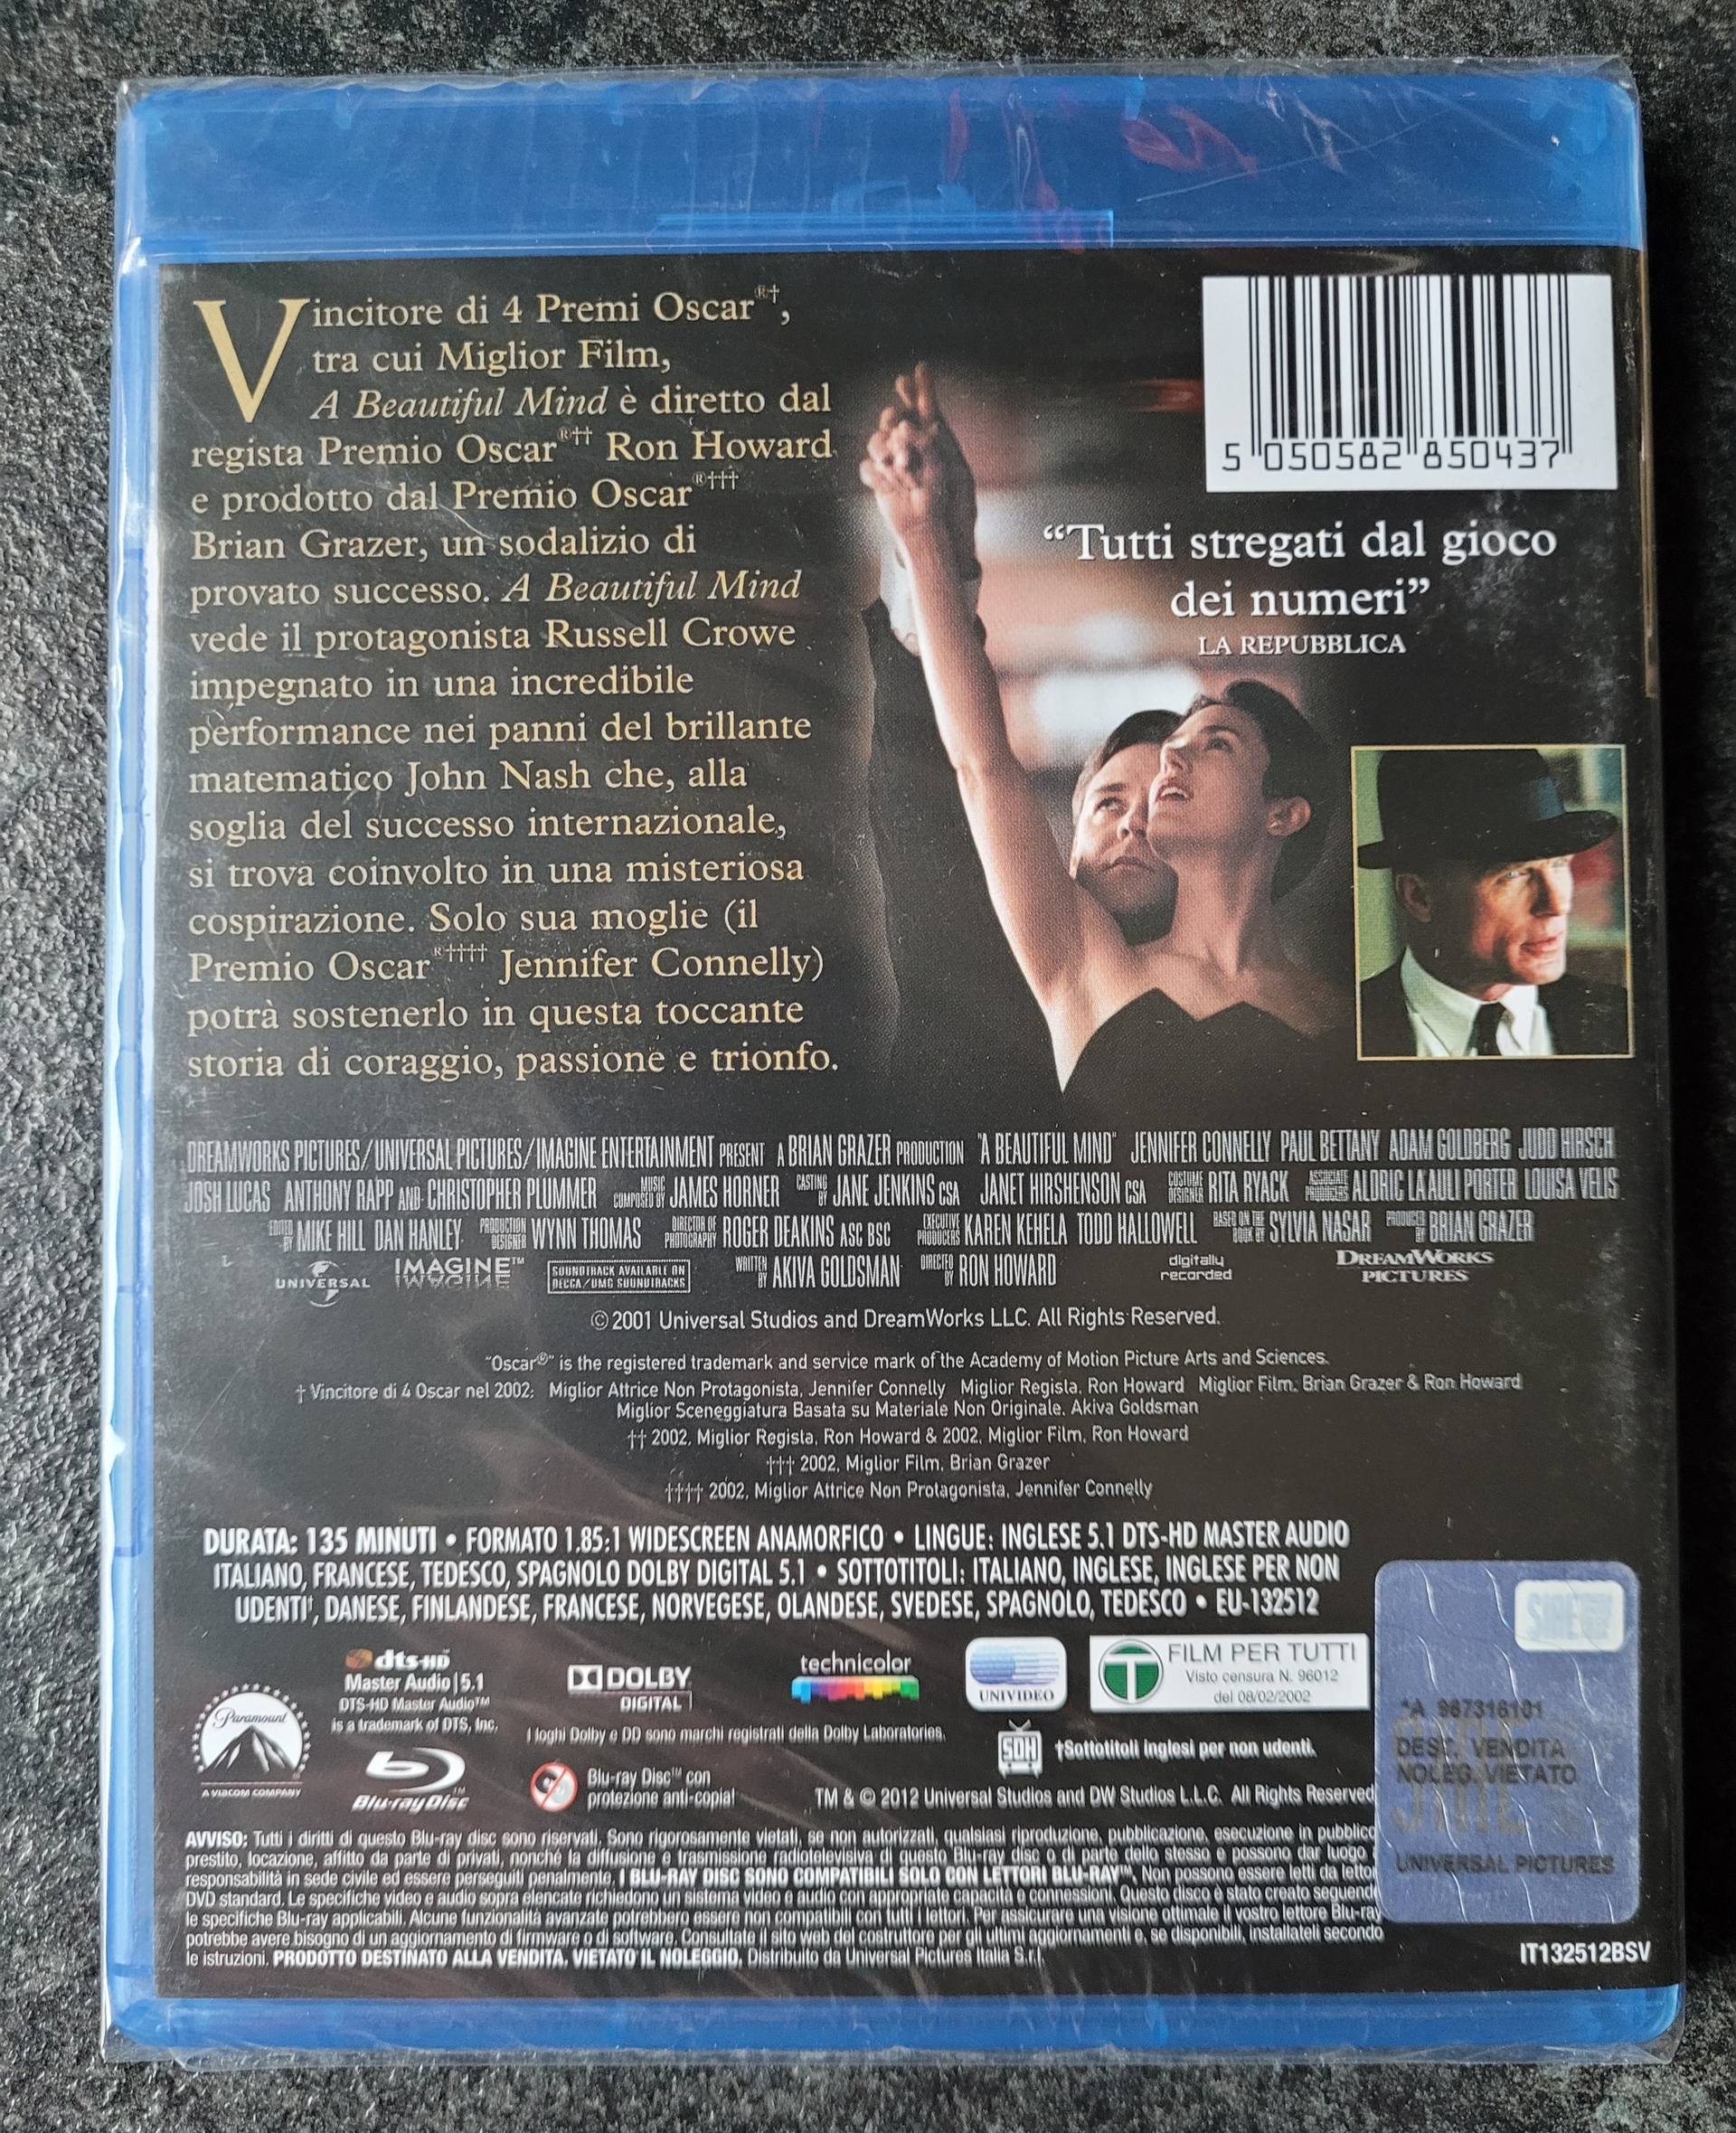 Vincitore di 4 Premi Oscar®†,
tra cui Miglior Film,
A Beautiful Mind è diretto dal
regista Premio Oscar®†† Ron Howard
e prodotto dal Premio Oscar®†††
Brian Grazer, un sodalizio di
provato successo. A Beautiful Mind
vede il protagonista Russell Crowe
impegnato in una incredibile
performance nei panni del brillante
matematico John Nash che, alla
soglia del successo internazionale,
si trova coinvolto in una misteriosa
cospirazione. Solo sua moglie (il
Premio Oscar®†††† Jennifer Connelly)
potrà sostenerlo in questa toccante
storia di coraggio, passione e trionfo.
5 050582 850437
“Tutti stregati dal gioco
dei numeri”
LA REPUBBLICA
DREAMWORKS PICTURES/UNIVERSAL PICTURES/IMAGINE ENTERTAINMENT PRESENT A BRIAN GRAZER PRODUCTION "A BEAUTIFUL MIND" JENNIFER CONNELLY PAUL BETTANY ADAM GOLDBERG JUDD HIRSCH
JOSH LUCAS ANTHONY RAPP AND CHRISTOPHER PLUMMER MUSIC COMPOSED BY JAMES HORNER CASTING BY JANE JENKINS CSA JANET HIRSHENSON CSA COSTUME DESIGNER RITA RYACK ASSOCIATE PRODUCERS ALDRIC LA'AULI PORTER LOUISA VELIS
EDITED BY MIKE HILL DAN HANLEY PRODUCTION DESIGNER WYNN THOMAS DIRECTOR OF PHOTOGRAPHY ROGER DEAKINS ASC BSC EXECUTIVE PRODUCERS KAREN KEHELA TODD HALLOWELL BASED ON THE BOOK BY SYLVIA NASAR PRODUCED BY BRIAN GRAZER
UNIVERSAL IMAGINE™ SOUNDTRACK AVAILABLE ON DECCA/UMG SOUNDTRACKS WRITTEN BY AKIVA GOLDSMAN DIRECTED BY RON HOWARD digitally recorded DREAMWORKS PICTURES
©2001 Universal Studios and DreamWorks LLC. All Rights Reserved.
"Oscar®" is the registered trademark and service mark of the Academy of Motion Picture Arts and Sciences.
† Vincitore di 4 Oscar nel 2002: Miglior Attrice Non Protagonista, Jennifer Connelly Miglior Regista, Ron Howard Miglior Film, Brian Grazer & Ron Howard
Miglior Sceneggiatura Basata su Materiale Non Originale, Akiva Goldsman
†† 2002, Miglior Regista, Ron Howard & 2002, Miglior Film, Ron Howard
††† 2002, Miglior Film, Brian Grazer
†††† 2002, Miglior Attrice Non Protagonista, Jennifer Connelly
DURATA: 135 MINUTI • FORMATO 1.85:1 WIDESCREEN ANAMORFICO • LINGUE: INGLESE 5.1 DTS-HD MASTER AUDIO
ITALIANO, FRANCESE, TEDESCO, SPAGNOLO DOLBY DIGITAL 5.1 • SOTTOTITOLI: ITALIANO, INGLESE, INGLESE PER NON
UDENTI†, DANESE, FINLANDESE, FRANCESE, NORVEGESE, OLANDESE, SVEDESE, SPAGNOLO, TEDESCO • EU-132512
Paramount
A VIACOM COMPANY
dts-HD
Master Audio|5.1
DTS-HD Master Audio™
is a trademark of DTS, Inc.
Blu-ray Disc™
DOLBY
DIGITAL
I loghi Dolby e DD sono marchi registrati della Dolby Laboratories.
Blu-ray Disc™ con
protezione anti-copia!
technicolor
UNIVIDEO
T FILM PER TUTTI
Visto censura N. 96012
del 08/02/2002
SDH †Sottotitoli inglesi per non udenti.
TM & © 2012 Universal Studios and DW Studios L.L.C. All Rights Reserved
AVVISO: Tutti i diritti di questo Blu-ray disc sono riservati. Sono rigorosamente vietati, se non autorizzati, qualsiasi riproduzione, pubblicazione, esecuzione in pubblico
prestito, locazione, affitto da parte di privati, nonché la diffusione e trasmissione radiotelevisiva di questo Blu-ray disc o di parte dello stesso e possono dar luogo
responsabilità in sede civile ed essere perseguiti penalmente. I BLU-RAY DISC SONO COMPATIBILI SOLO CON LETTORI BLU-RAY™. Non possono essere letti da
DVD standard. Le specifiche video e audio sopra elencate richiedono un sistema video e audio con appropriate capacità e connessioni. Questo disco è stato creato
le specifiche Blu-ray applicabili. Alcune funzionalità avanzate potrebbero essere non compatibili con tutti i lettori. Per assicurare una visione ottimale il vostro lettore Blu-ray
potrebbe avere bisogno di un aggiornamento di firmware o di software. Consultate il sito web del costruttore per gli ultimi aggiornamenti e, se disponibili, installateli secondo
le istruzioni. PRODOTTO DESTINATO ALLA VENDITA. VIETATO IL NOLEGGIO. Distribuito da Universal Pictures Italia S.r.l.
*A 967316101
DEST. VENDITA
NOLEG. VIETATO
UNIVERSAL PICTURES
IT132512BSV